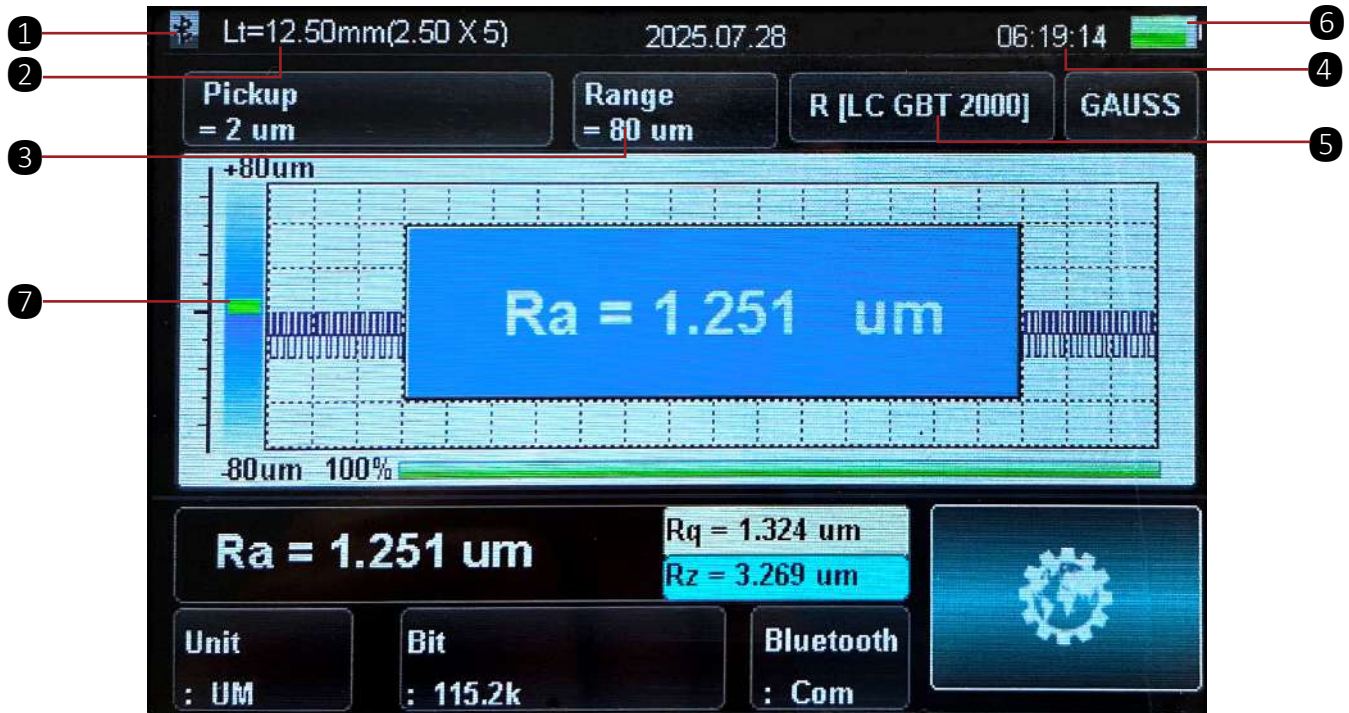 1
2
3
4
5
6
7
Lt=12.50mm(2.50 X 5) 2025.07.28 06:19:14
Pickup
= 2 um
Range
= 80 um
R [LC GBT 2000]
GAUSS
+80um
Ra = 1.251 um
-80um 100%
Ra = 1.251 um
Rq = 1.324 um
Rz = 3.269 um
Unit
: UM
Bit
: 115.2k
Bluetooth
: Com